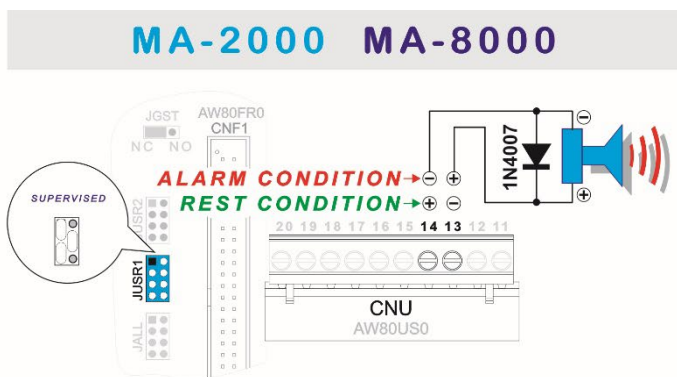 MA-2000 MA-8000
JGST AW80FR0
CNF1
NC NO
ALARM CONDITION
REST CONDITION
1N4007
SUPERVISED
JUSR2
20 19 18 17 16 15 14 13 12 11
JUSR1
CNU
AW80US0
JALL